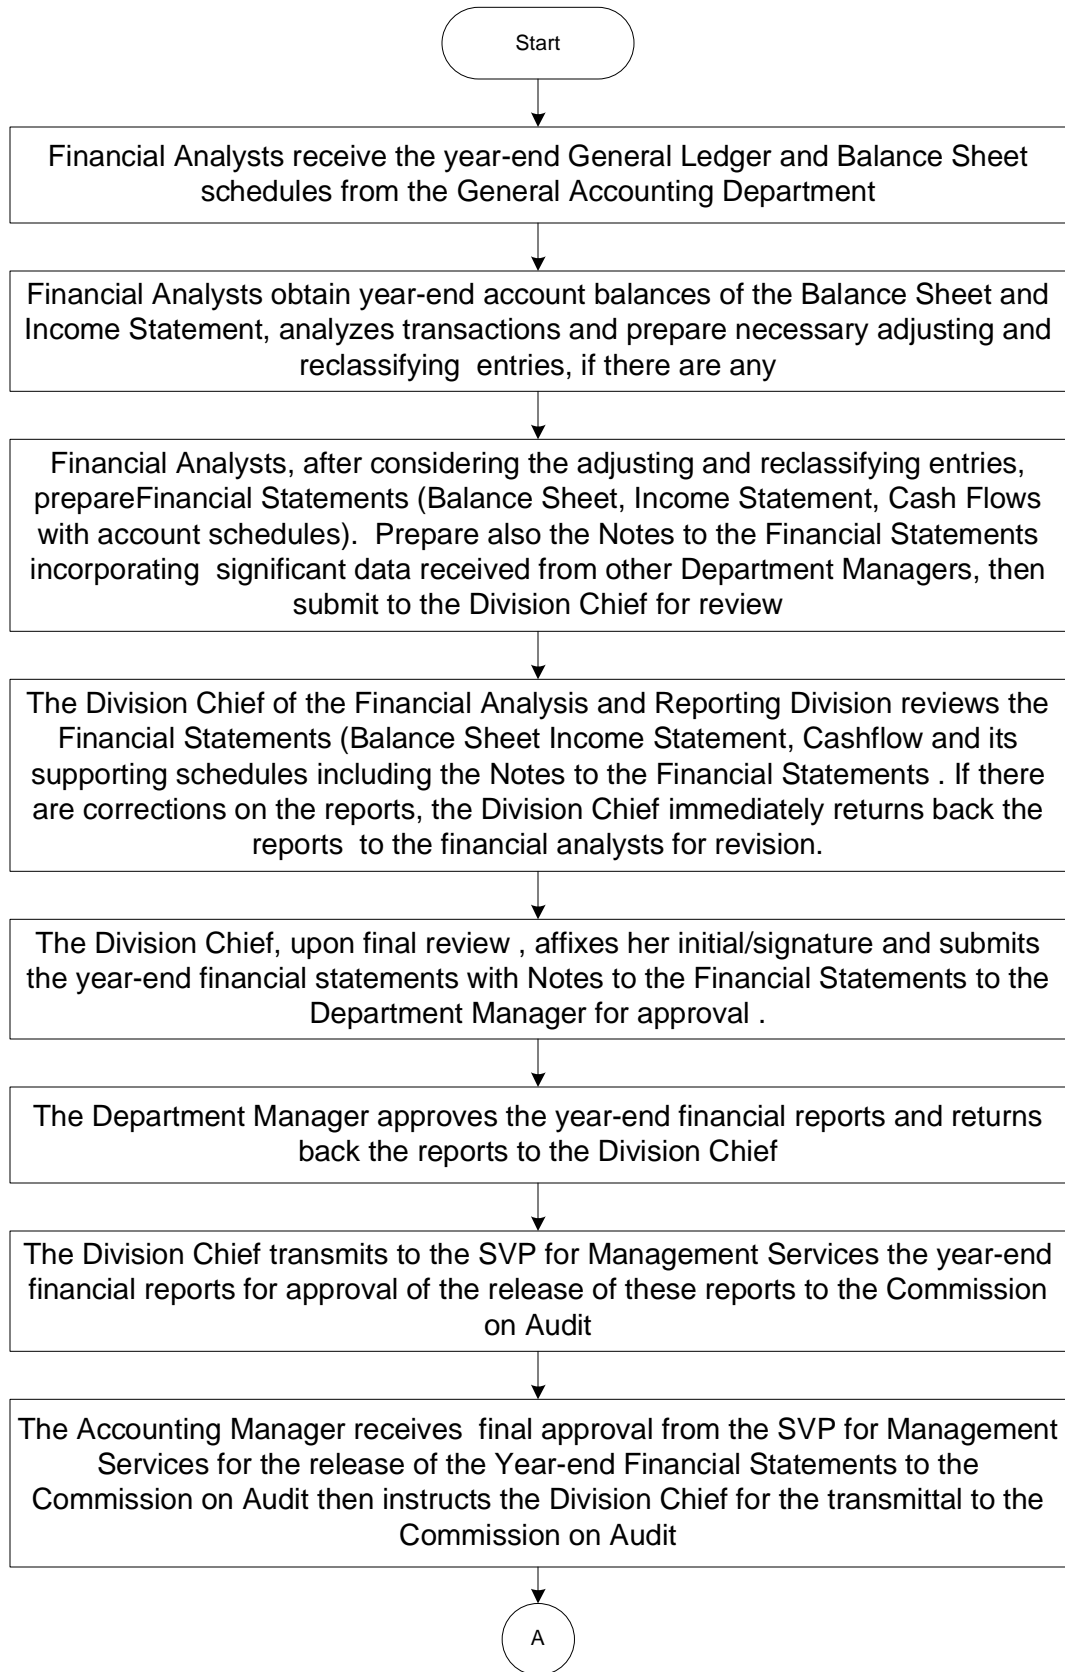 Start
Financial Analysts receive the year-end General Ledger and Balance Sheet
schedules from the General Accounting Department
Financial Analysts obtain year-end account balances of the Balance Sheet and
Income Statement, analyzes transactions and prepare necessary adjusting and
reclassifying  entries, if there are any
Financial Analysts, after considering the adjusting and reclassifying entries,
prepareFinancial Statements (Balance Sheet, Income Statement, Cash Flows
with account schedules).  Prepare also the Notes to the Financial Statements
incorporating  significant data received from other Department Managers, then
submit to the Division Chief for review
The Division Chief of the Financial Analysis and Reporting Division reviews the
Financial Statements (Balance Sheet Income Statement, Cashflow and its
supporting schedules including the Notes to the Financial Statements . If there
are corrections on the reports, the Division Chief immediately returns back the
reports  to the financial analysts for revision.
The Division Chief, upon final review , affixes her initial/signature and submits
the year-end financial statements with Notes to the Financial Statements to the
Department Manager for approval .
The Department Manager approves the year-end financial reports and returns
back the reports to the Division Chief
The Division Chief transmits to the SVP for Management Services the year-end
financial reports for approval of the release of these reports to the Commission
on Audit
The Accounting Manager receives  final approval from the SVP for Management
Services for the release of the Year-end Financial Statements to the
Commission on Audit then instructs the Division Chief for the transmittal to the
Commission on Audit
A